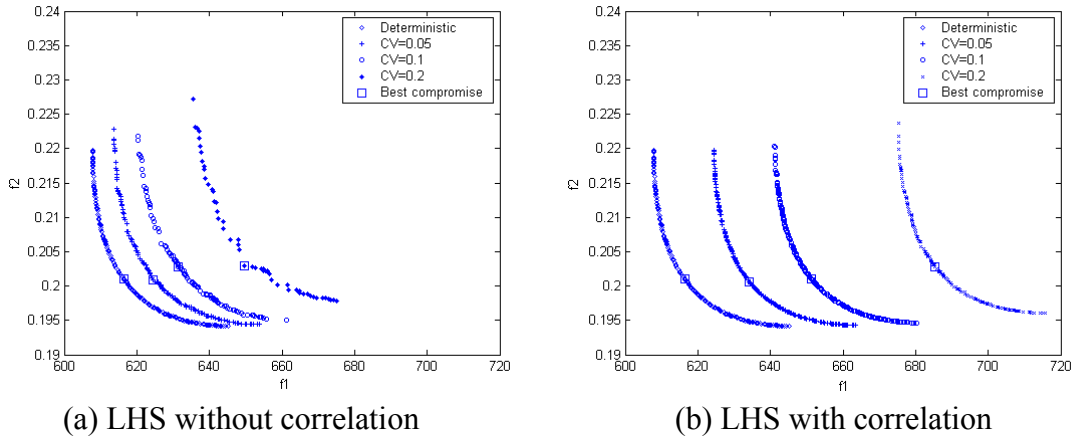 0.24
0.235
0.23
0.225
0.22
0.215
0.21
0.205
0.2
0.195
0.19
f2
600
620
640
660
680
700
720
f1
Deterministic
CV=0.05
CV=0.1
CV=0.2
Best compromise
(a) LHS without correlation
0.24
0.235
0.23
0.225
0.22
0.215
0.21
0.205
0.2
0.195
0.19
f2
600
620
640
660
680
700
720
f1
Deterministic
CV=0.05
CV=0.1
CV=0.2
Best compromise
(b) LHS with correlation